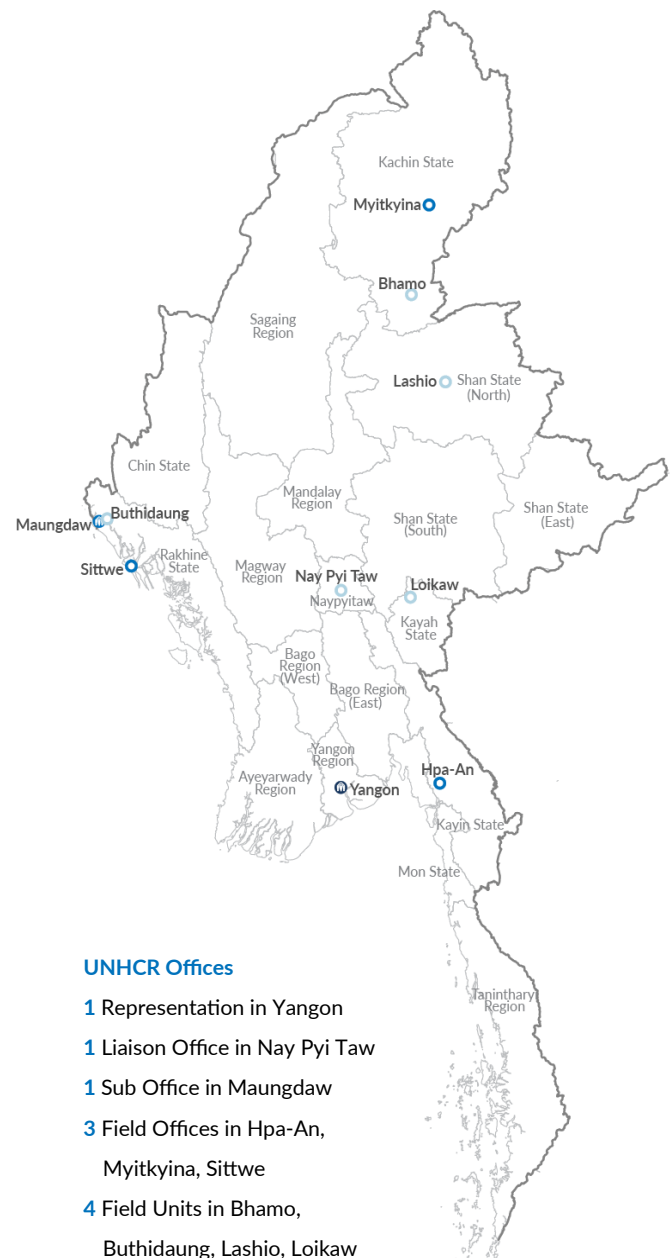 Kachin State
Myitkyina
Bhamo
Sagaing
Region
Lashio
Shan State
(North)
Chin State
Mandalay
Region
Shan State
(South)
Shan State
(East)
Buthidaung
Maungdaw
Rakhine
State
Sittwe
Magway
Region
Nay Pyi Taw
Naypyitaw
Loikaw
Kayah
State
Bago
Region
(West)
Bago Region
(East)
Yangon
Region
Ayeyarwady
Region
Yangon
Hpa-An
Kayin State
Mon State
Taninthary
Region
UNHCR Offices
1 Representation in Yangon
1 Liaison Office in Nay Pyi Taw
1 Sub Office in Maungdaw
3 Field Offices in Hpa-An,
Myitkyina, Sittwe
4 Field Units in Bhamo,
Buthidaung, Lashio, Loikaw